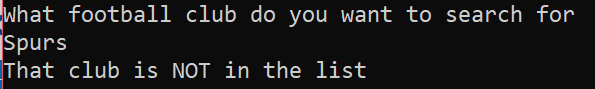 What football club do you want to search for
Spurs
That club is NOT in the list